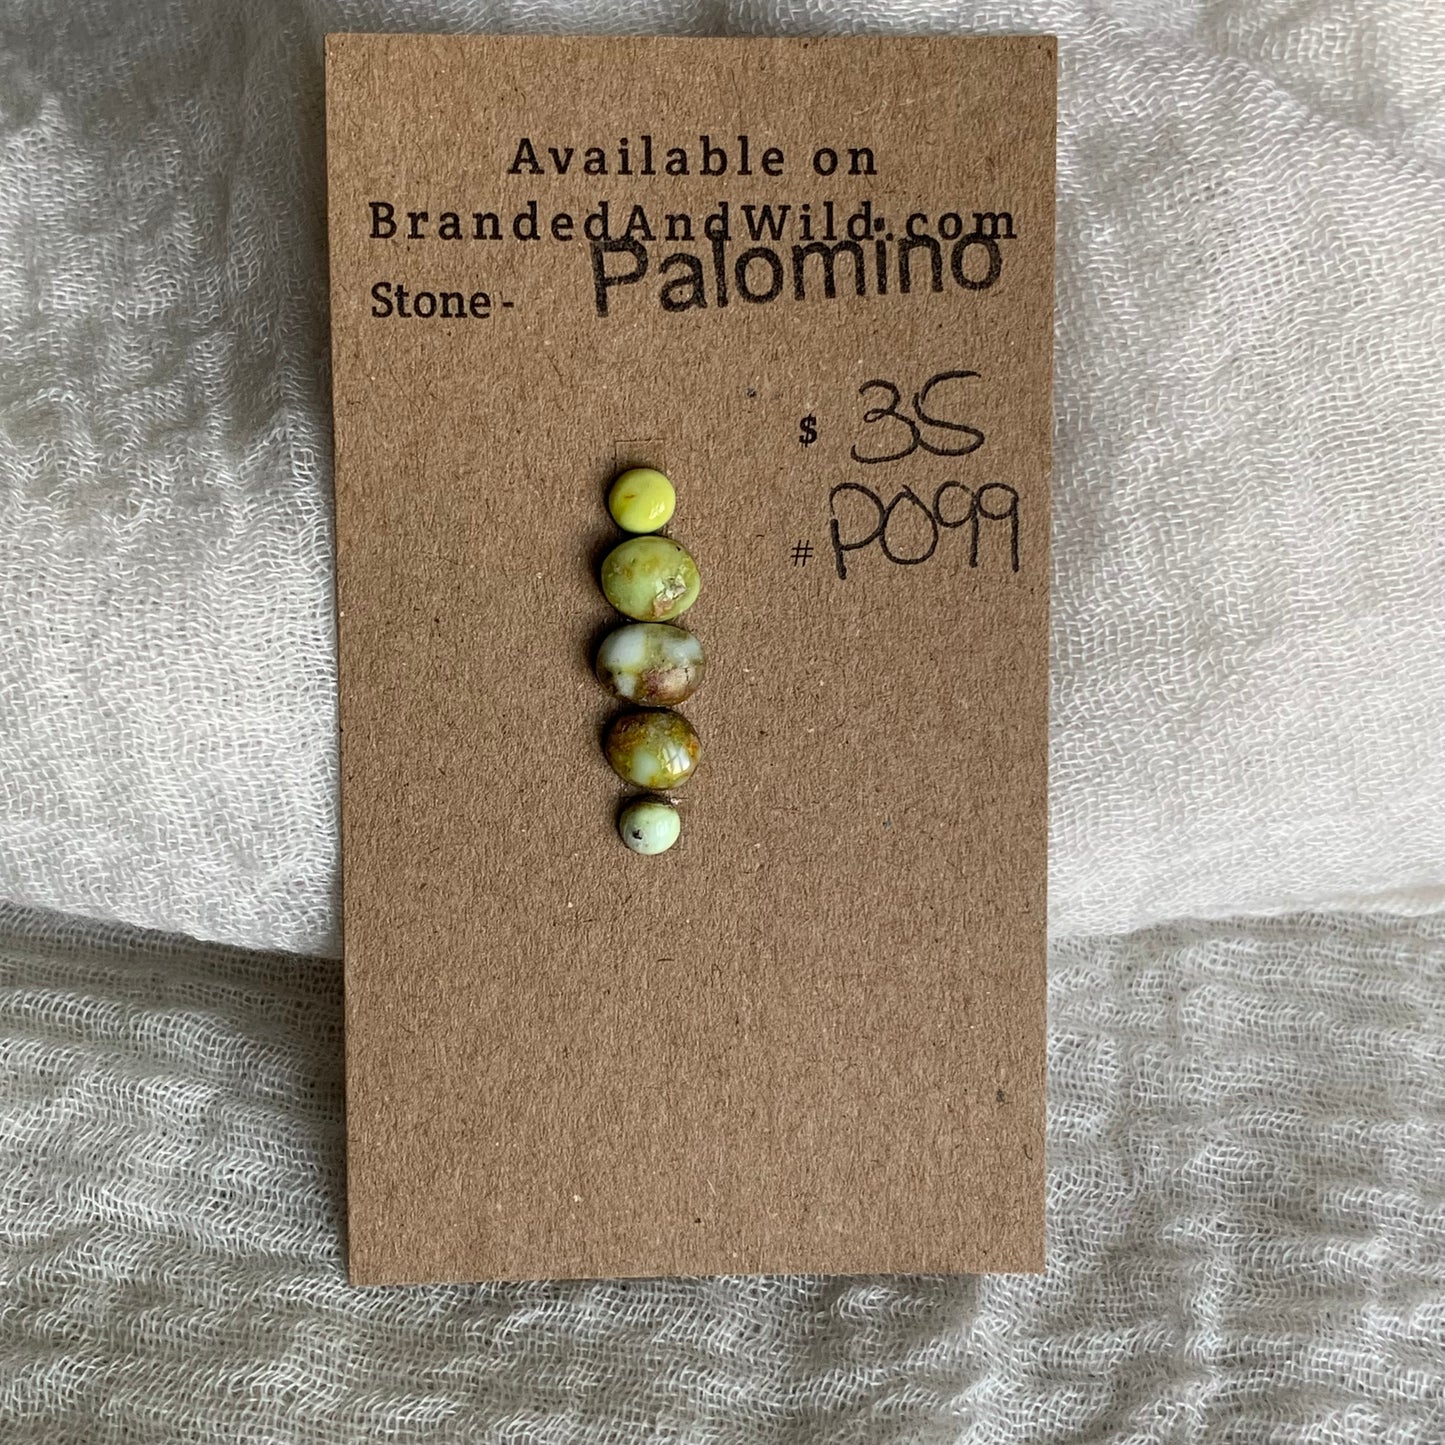 Available on
BrandedAndWild.com
Stone - Palomino
$ 35
# P099